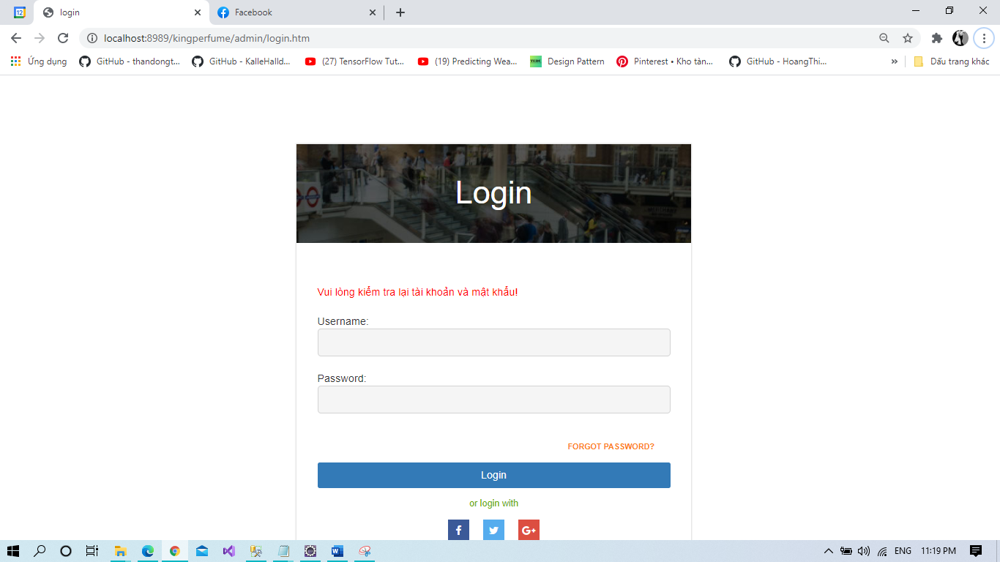 12
login
Facebook
localhost:8989/kingperfume/admin/login.htm
Ứng dụng
GitHub - thandongt...
GitHub - KalleHalld...
(27) TensorFlow Tut...
(19) Predicting Wea...
Design Pattern
Pinterest • Kho tàn...
GitHub - HoangThi...
»
Dấu trang khác
Login
Vui lòng kiểm tra lại tài khoản và mật khẩu!
Username:
Password:
FORGOT PASSWORD?
Login
or login with
f
G+
ENG
11:19 PM